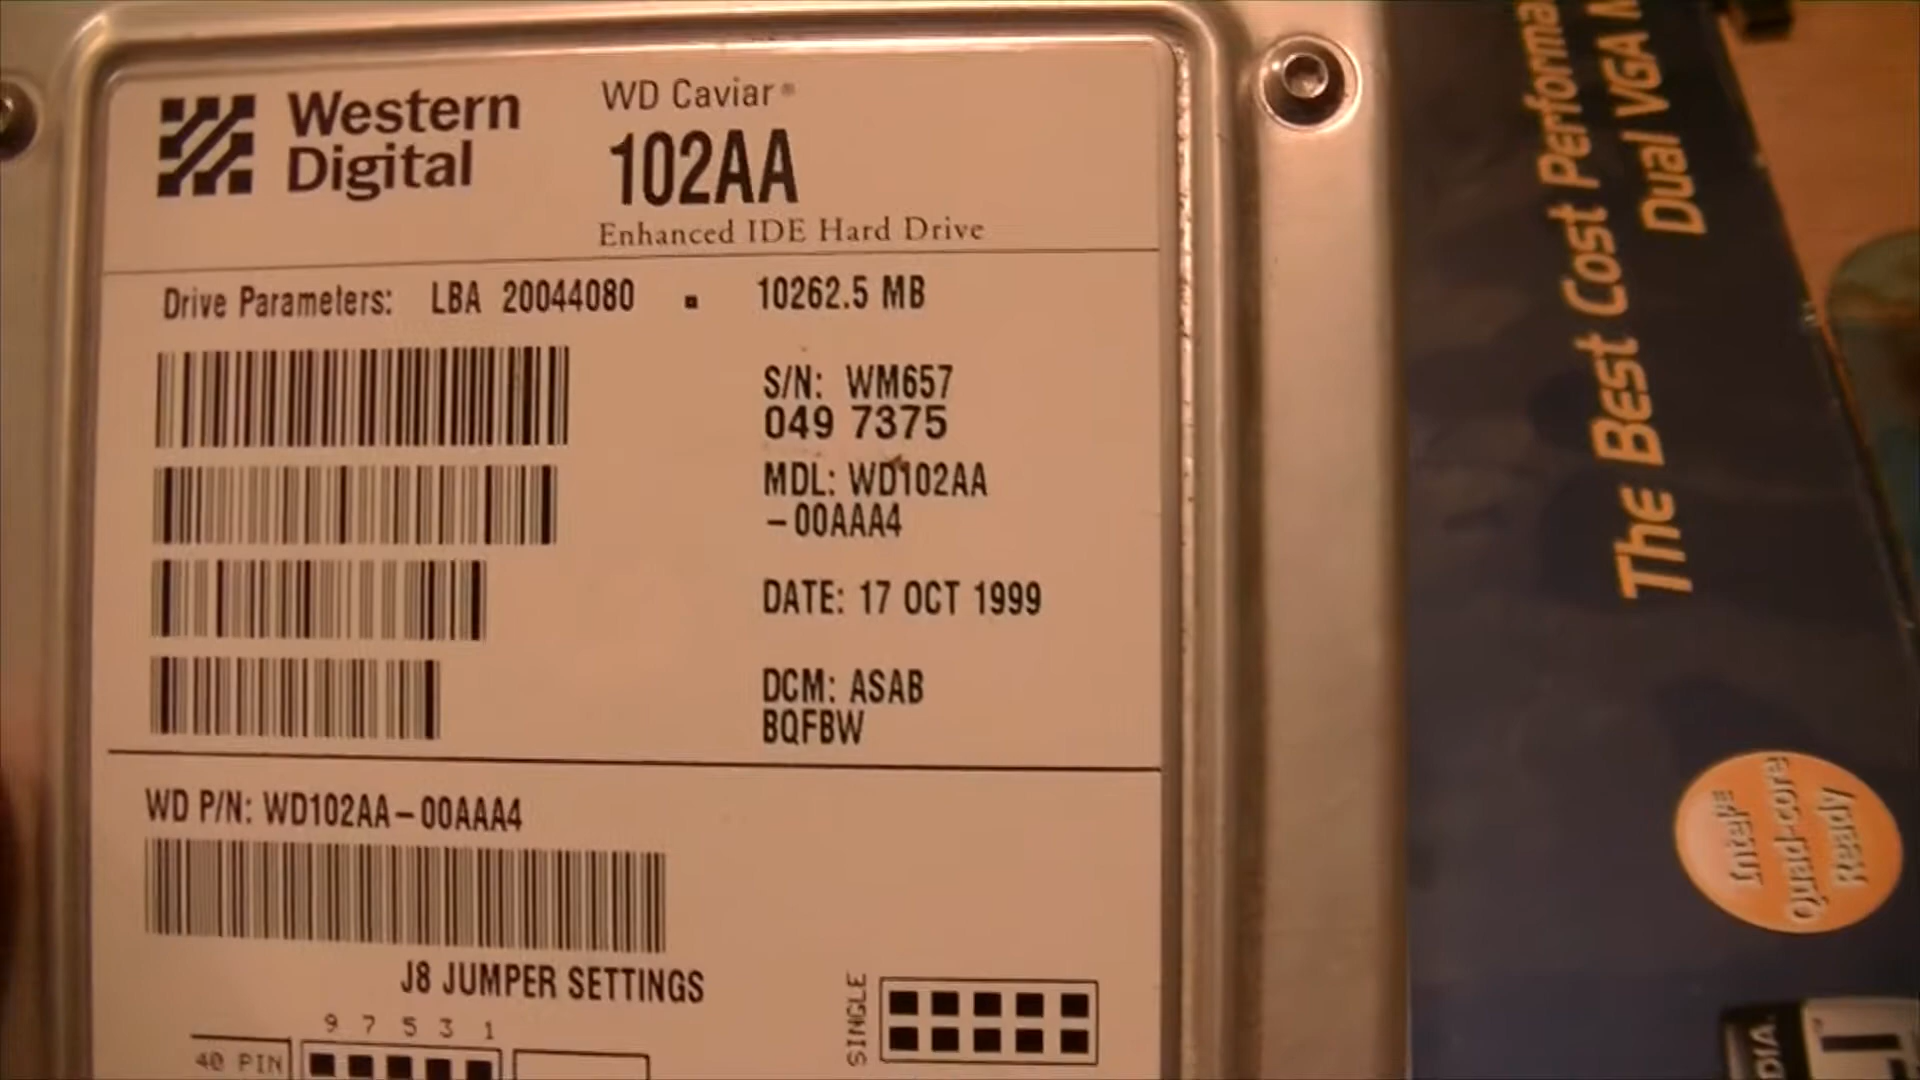 Western
Digital
WD Caviar®
102AA
Enhanced IDE Hard Drive
Drive Parameters: LBA 20044080 ▪ 10262.5 MB
S/N: WM657
049 7375
MDL: WD102AA
-00AAA4
DATE: 17 OCT 1999
DCM: ASAB
BQFBW
WD P/N: WD102AA-00AAA4
J8 JUMPER SETTINGS
9 7 5 3 1
40 PIN
SINGLE
The Best Cost
Dual VGA
Intel®
Quad-core
Ready